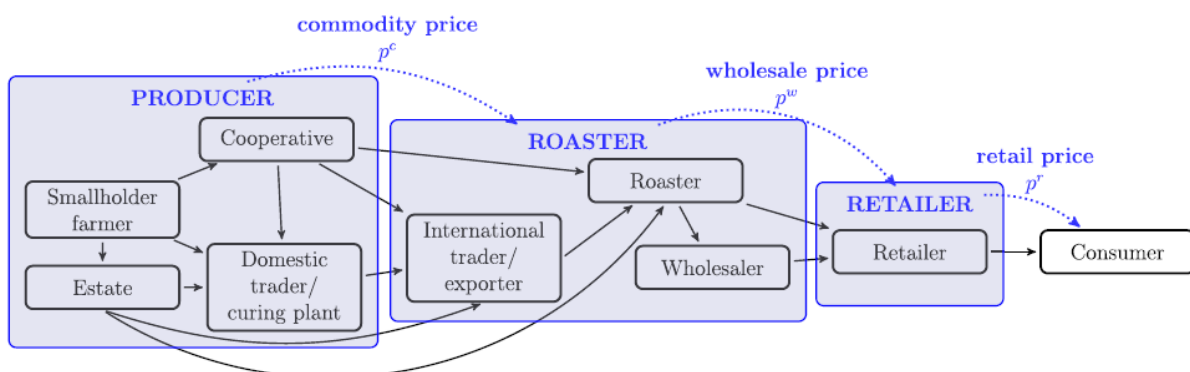 commodity price
p^c
wholesale price
p^w
PRODUCER
Cooperative
ROASTER
retail price
p^r
Smallholder
farmer
Roaster
RETAILER
International
trader/
exporter
Domestic
trader/
curing plant
Estate
Wholesaler
Retailer
Consumer